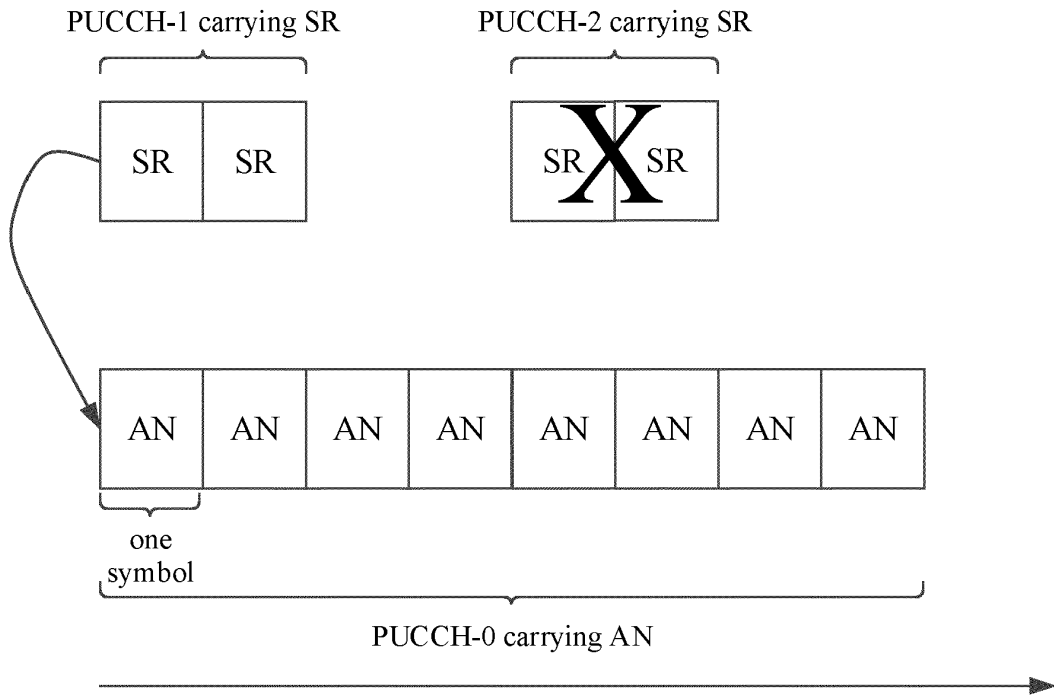 PUCCH-1 carrying SR PUCCH-2 carrying SR
SR SR SR X SR
AN AN AN AN AN AN AN AN
one
symbol
PUCCH-0 carrying AN